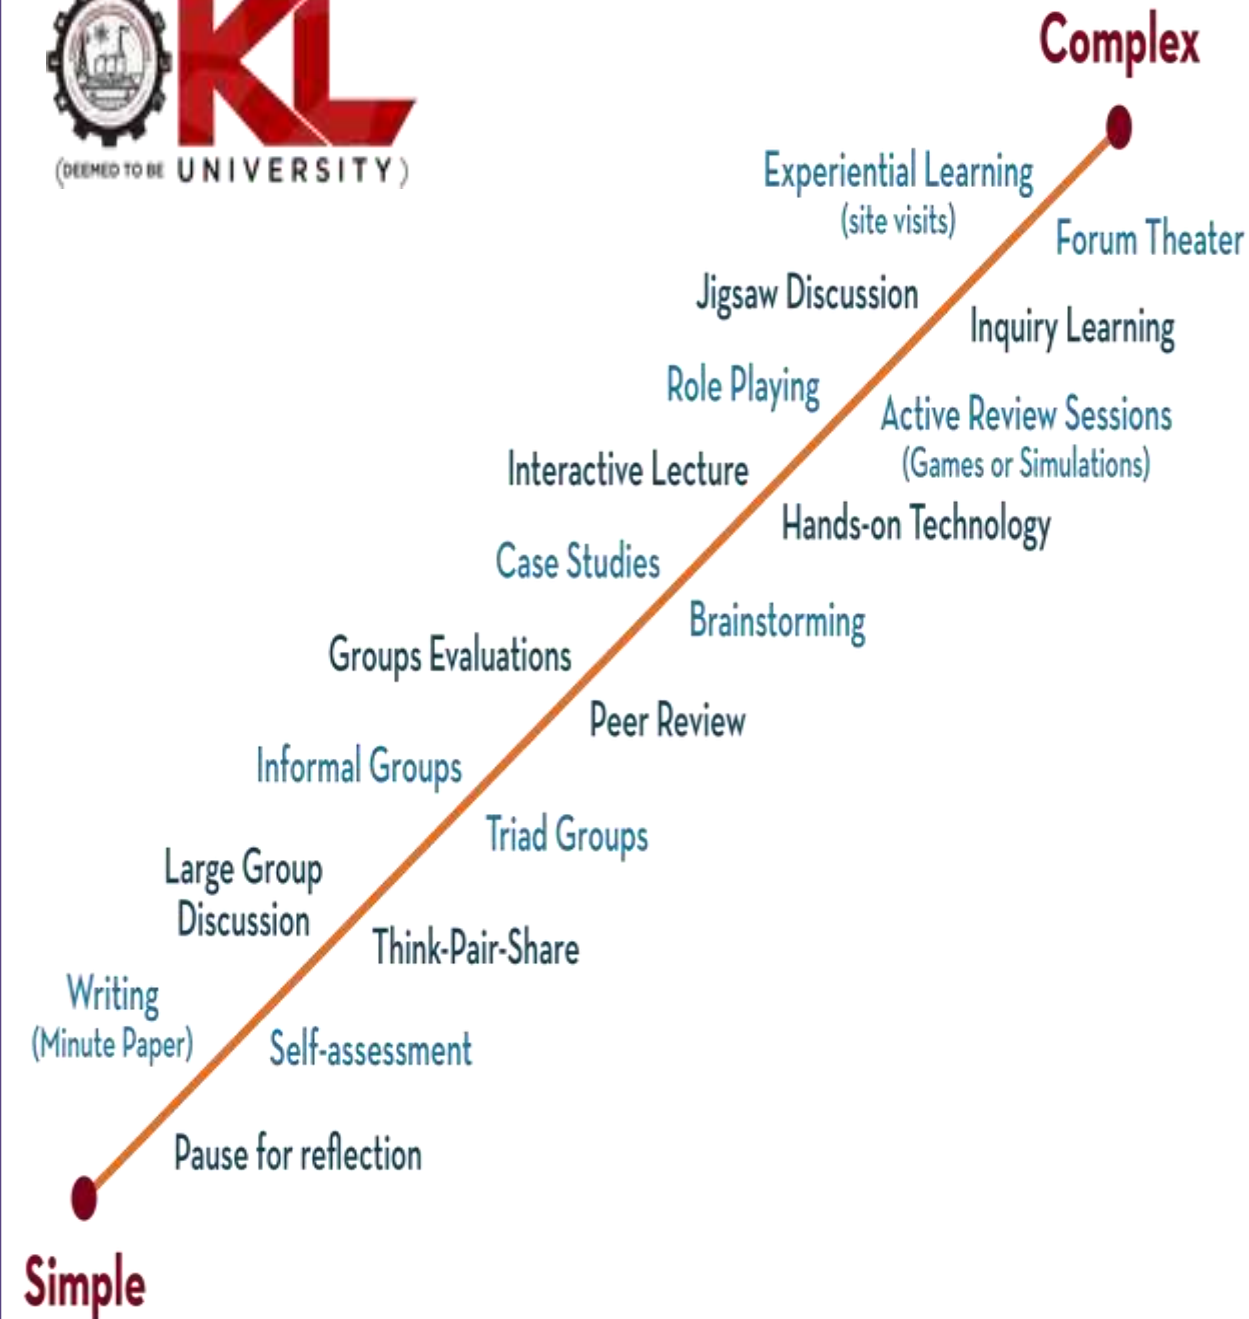 KL
(DEEMED TO BE UNIVERSITY)
Complex
Experiential Learning
(site visits)
Forum Theater
Jigsaw Discussion
Inquiry Learning
Role Playing
Active Review Sessions
(Games or Simulations)
Interactive Lecture
Hands-on Technology
Case Studies
Brainstorming
Groups Evaluations
Peer Review
Informal Groups
Triad Groups
Large Group
Discussion
Think-Pair-Share
Writing
(Minute Paper)
Self-assessment
Pause for reflection
Simple